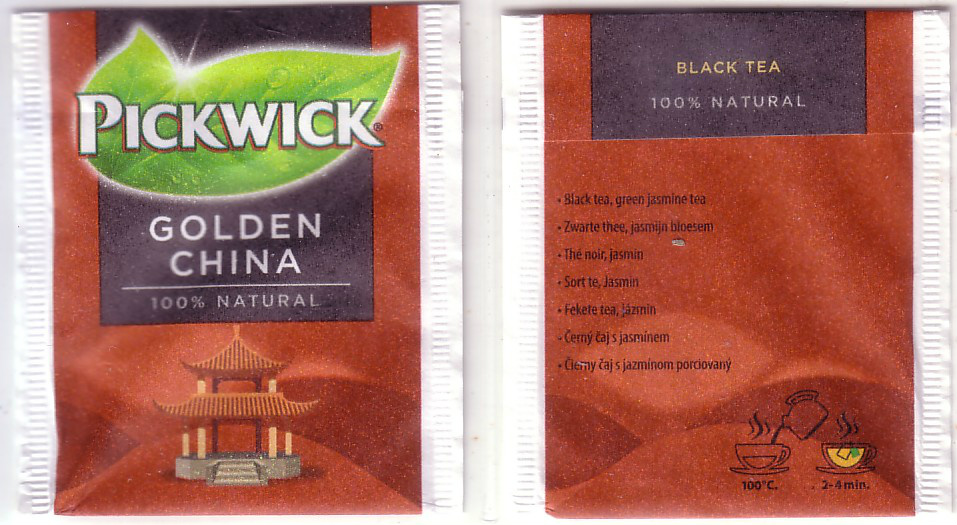 PICKWICK®
GOLDEN
CHINA
100% NATURAL
BLACK TEA
100% NATURAL
• Black tea, green jasmine tea
• Zwarte thee, jasmijn bloesem
• Thé noir, jasmin
• Sort te, Jasmin
• Fekete tea, jázmin
• Černý čaj s jasmínem
• Čierny čaj s jazmínom porciovaný
100°C.
2-4 min.